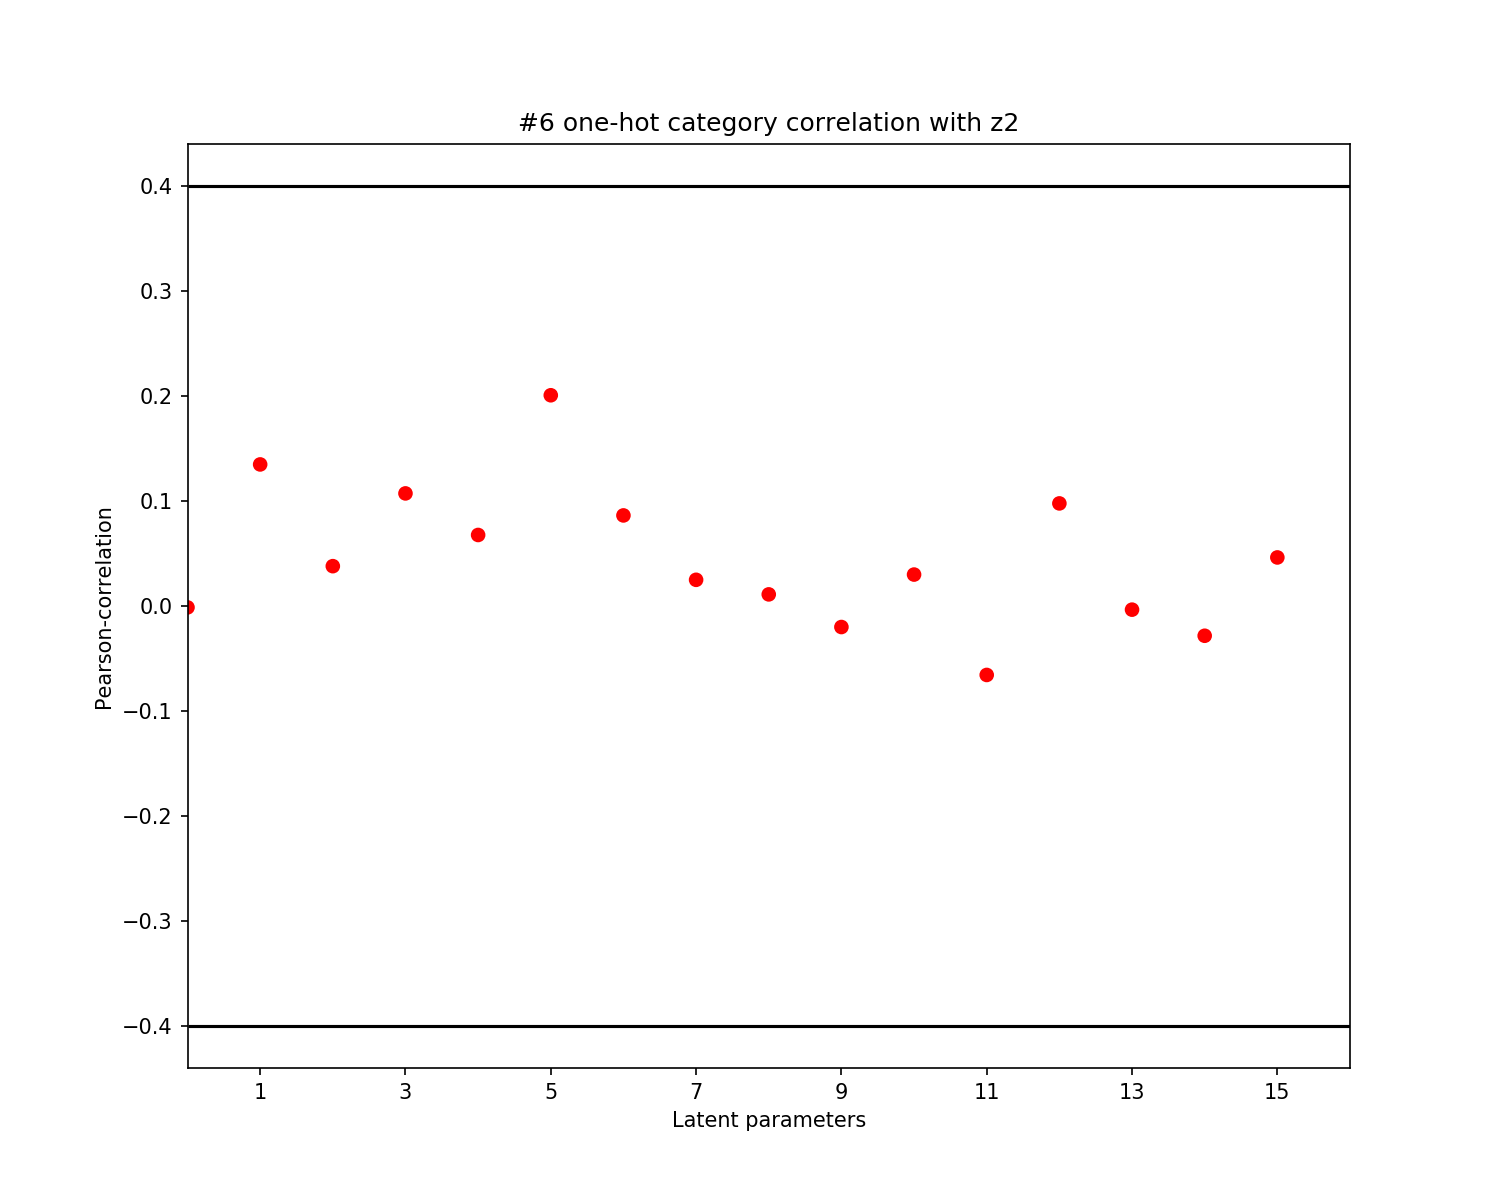 #6 one-hot category correlation with z2
0.4
0.3
0.2
0.1
0.0
−0.1
−0.2
−0.3
−0.4
Pearson-correlation
1 3 5 7 9 11 13 15
Latent parameters